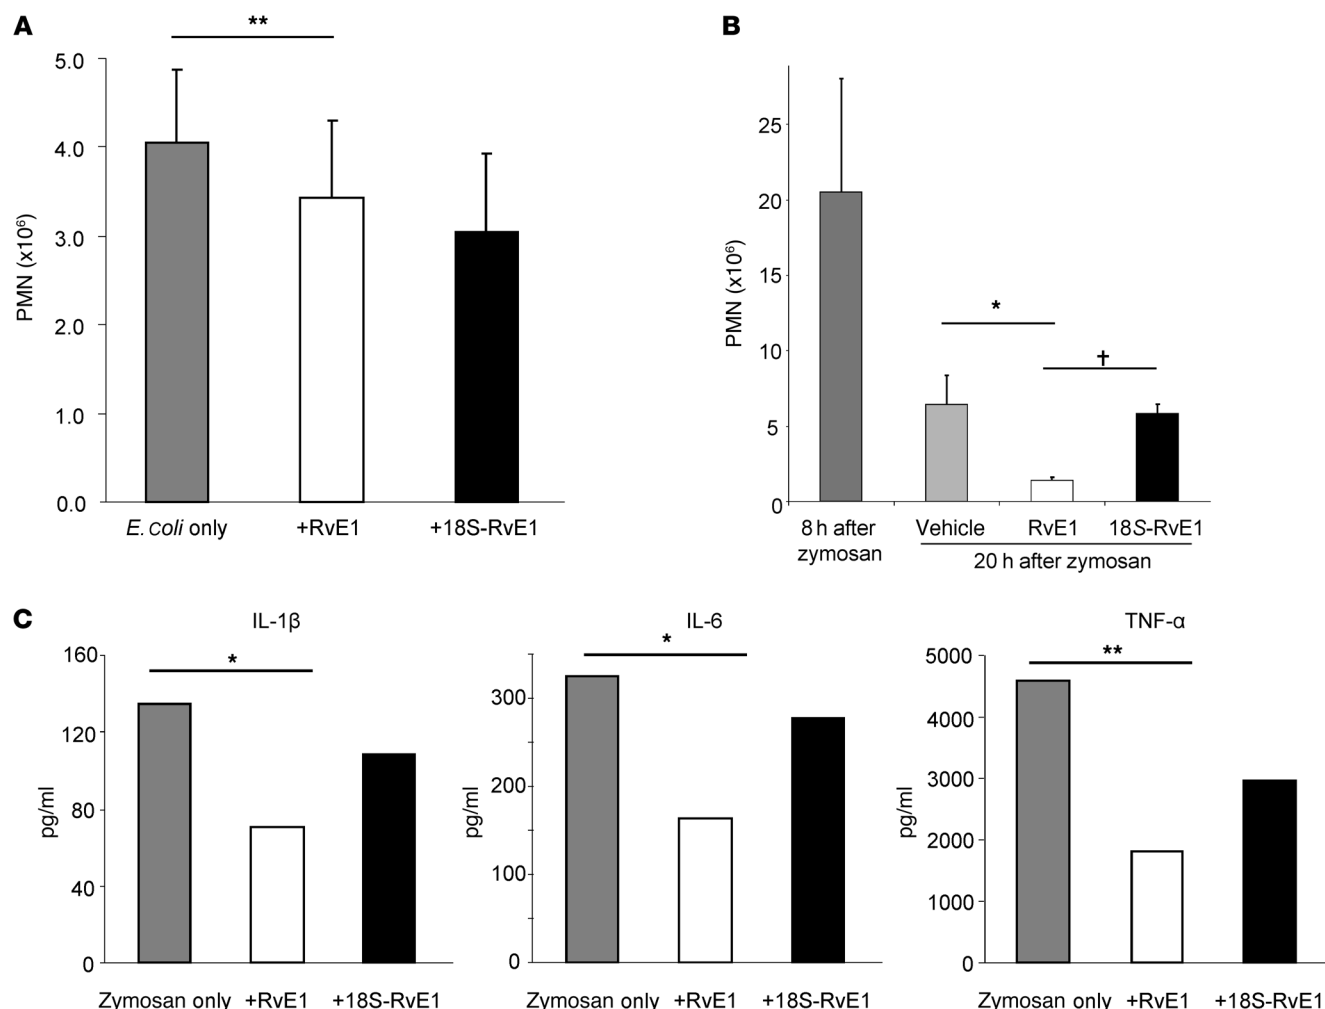 A
**
5.0
4.0
3.0
2.0
1.0
0.0
PMN (x10⁶)
E. coli only +RvE1 +18S-RvE1
B
25
20
15
10
5
0
PMN (x10⁶)
*
†
8 h after zymosan
Vehicle RvE1 18S-RvE1
20 h after zymosan
C
IL-1β
160
120
80
40
0
pg/ml
*
Zymosan only +RvE1 +18S-RvE1
IL-6
300
200
100
0
pg/ml
*
Zymosan only +RvE1 +18S-RvE1
TNF-α
5000
4000
3000
2000
1000
0
pg/ml
**
Zymosan only +RvE1 +18S-RvE1